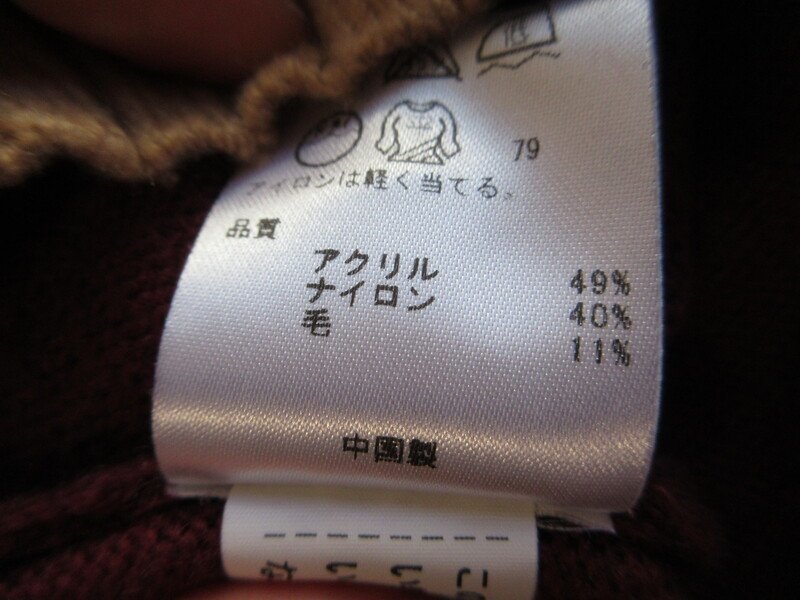 79
アイロンは軽く当てる。
品質
アクリル 49%
ナイロン 40%
毛 11%
中国製